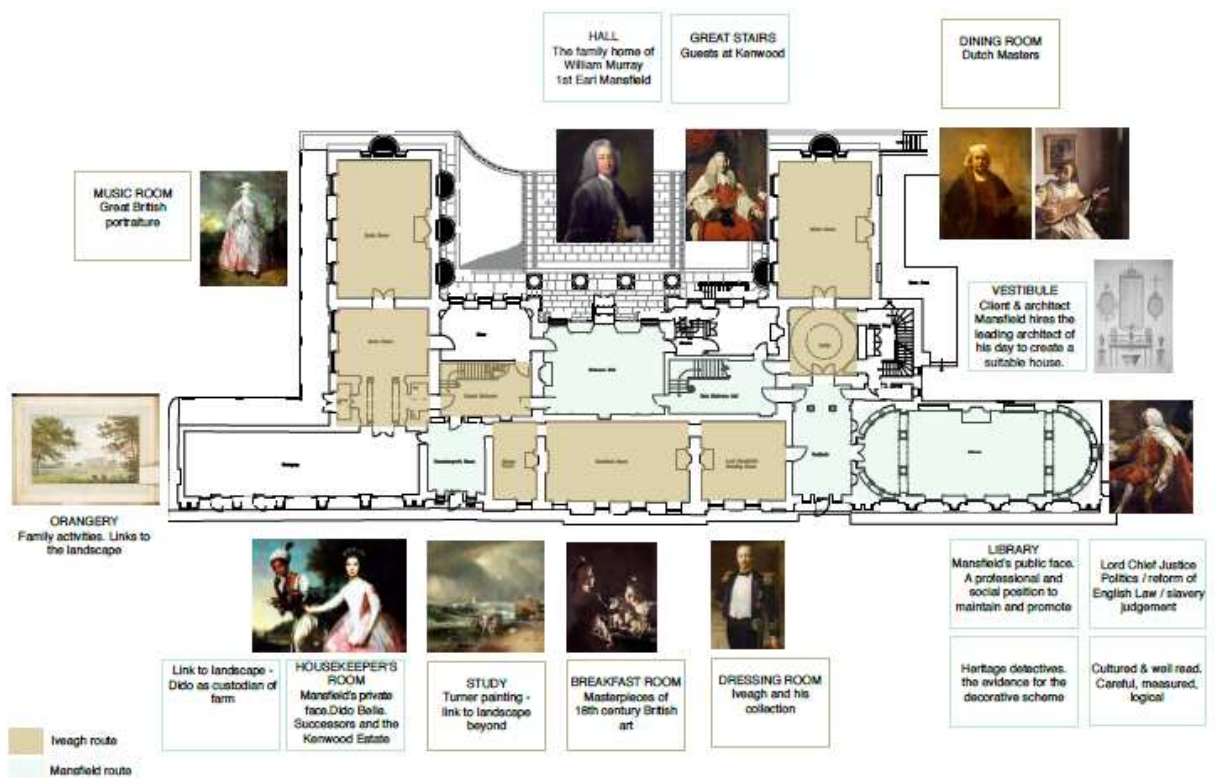 HALL
The family home of
William Murray
1st Earl Mansfield
GREAT STAIRS
Guests at Kenwood
DINING ROOM
Dutch Masters
MUSIC ROOM
Great British
portraiture
VESTIBULE
Client & architect
Mansfield hires the
leading architect of
his day to create a
suitable house.
ORANGERY
Family activities. Links to
the landscape
LIBRARY
Mansfield's public face.
A professional and
social position to
maintain and promote
Lord Chief Justice
Politics / reform of
English Law / slavery
judgement
Link to landscape -
Dido as custodian of
farm
HOUSEKEEPER'S
ROOM
Mansfield's private
face.Dido Belle.
Successors and the
Kenwood Estate
STUDY
Turner painting -
link to landscape
beyond
BREAKFAST ROOM
Masterpieces of
18th century British
art
DRESSING ROOM
Iveagh and his
collection
Heritage detectives.
the evidence for the
decorative scheme
Cultured & well read.
Careful, measured,
logical
Iveagh route
Mansfield route